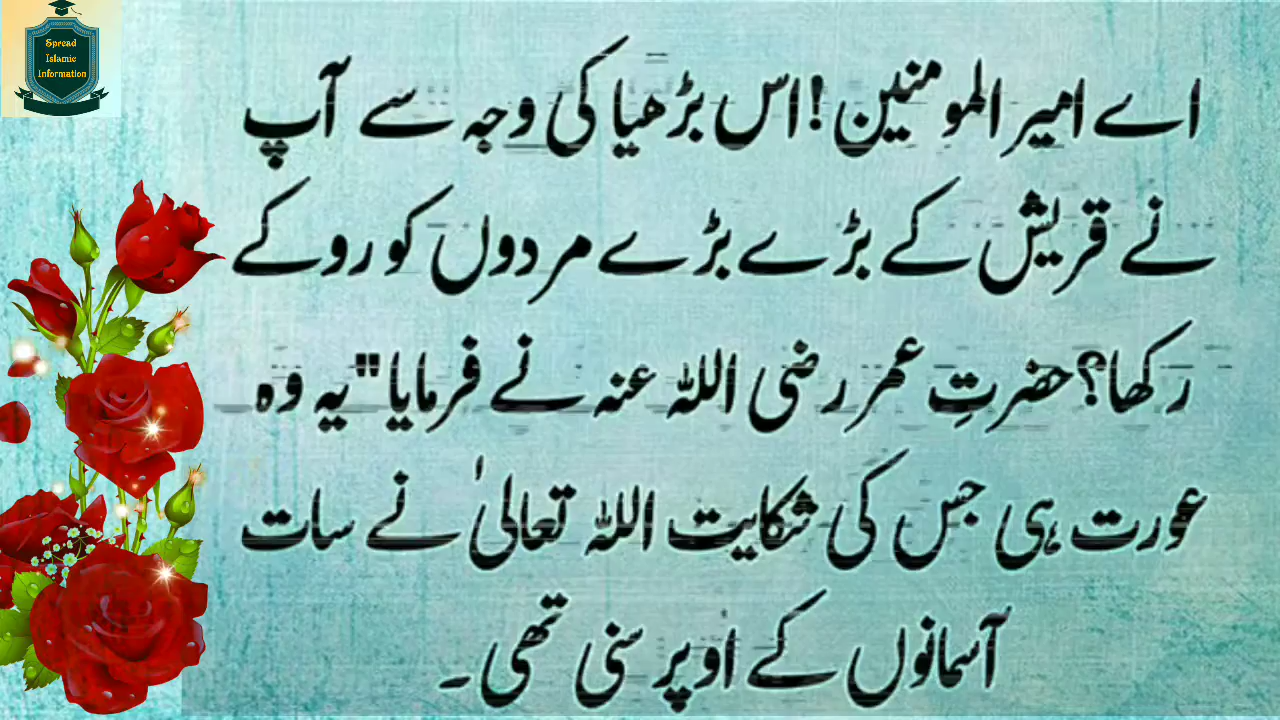 Spread
Islamic
Information
اے امیر المومنین !اس بڑھیا کی وجہ سے آپ
نے قریش کے بڑے بڑے مردوں کو روکے
رکھا؟حضرتِ عمر رضی اللہ عنہ نے فرمایا"یہ وہ
عورت ہی جس کی شکایت اللہ تعالیٰ نے سات
آسمانوں کے اوپر سنی تھی۔